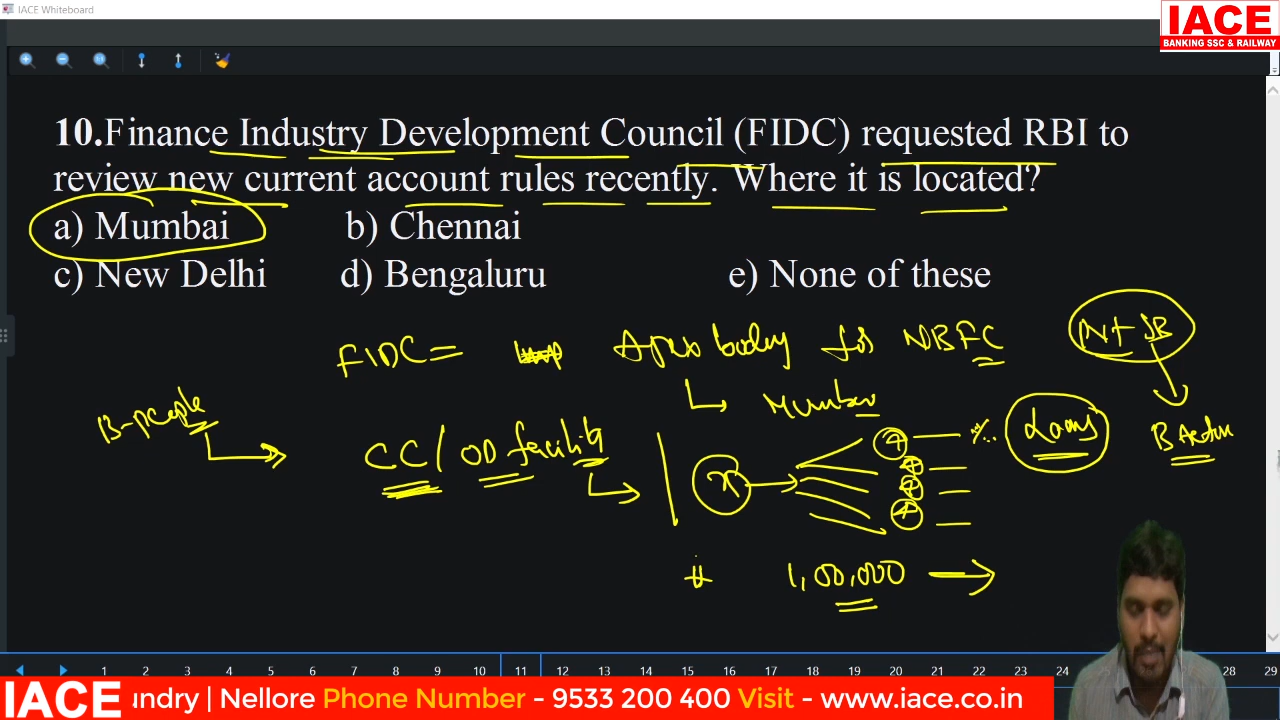 IACE Whiteboard
IACE
BANKING SSC & RAILWAY
10.Finance Industry Development Council (FIDC) requested RBI to
review new current account rules recently. Where it is located?
a) Mumbai b) Chennai
c) New Delhi d) Bengaluru e) None of these
FIDC = Apex body for NBFC
N+JB
Mumbai
B-people
CC/ OD facility
x %.. Loans
1,00,000
1 2 3 4 5 6 7 8 9 10 11 12 13 14 15 16 17 18 19 20 21 22 23 24 28 29
IACE undry | Nellore Phone Number - 9533 200 400 Visit - www.iace.co.in